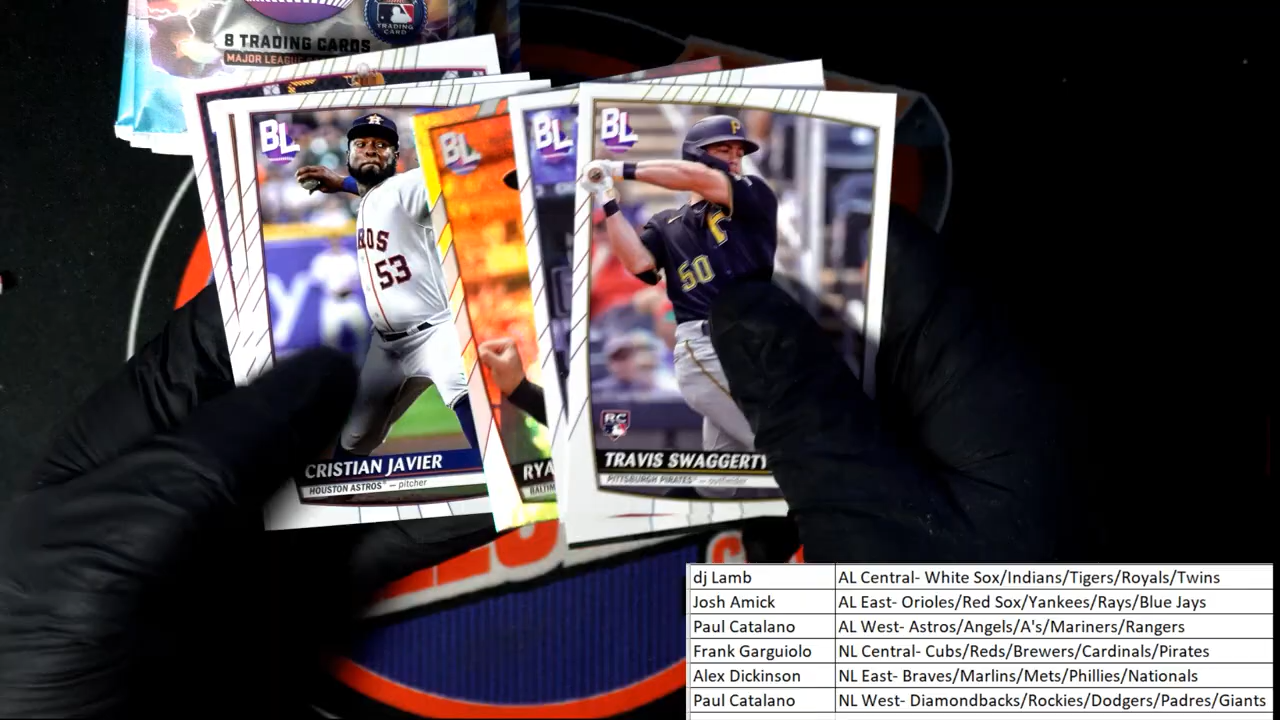 8 TRADING CARDS
MAJOR LEAGUE
TRADING
CARD
BL
BL
BL
BL
P
50
OS
53
RC
CRISTIAN JAVIER
HOUSTON ASTROS — pitcher
RYA
BALTIM
TRAVIS SWAGGERTY
PITTSBURGH PIRATES — outfielder
dj Lamb AL Central- White Sox/Indians/Tigers/Royals/Twins
Josh Amick AL East- Orioles/Red Sox/Yankees/Rays/Blue Jays
Paul Catalano AL West- Astros/Angels/A's/Mariners/Rangers
Frank Garguiolo NL Central- Cubs/Reds/Brewers/Cardinals/Pirates
Alex Dickinson NL East- Braves/Marlins/Mets/Phillies/Nationals
Paul Catalano NL West- Diamondbacks/Rockies/Dodgers/Padres/Giants